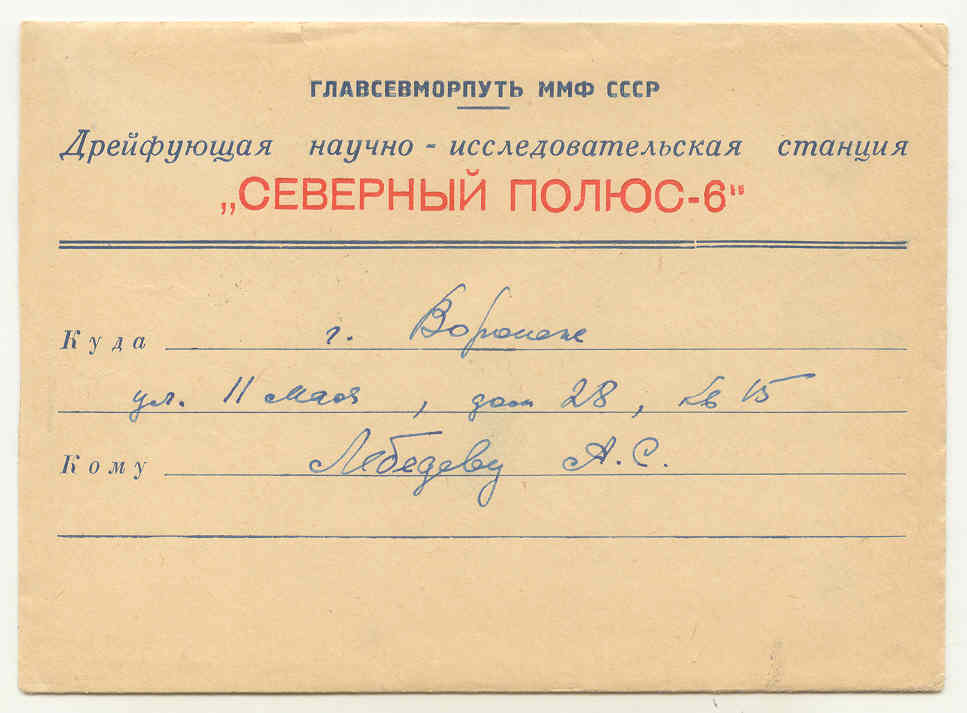 ГЛАВСЕВМОРПУТЬ ММФ СССР
Дрейфующая научно-исследовательская станция
„СЕВЕРНЫЙ ПОЛЮС-6"
Куда г. Воронеж
ул. 11 мая, дом 28, кв 15
Кому Лебедеву А.С.